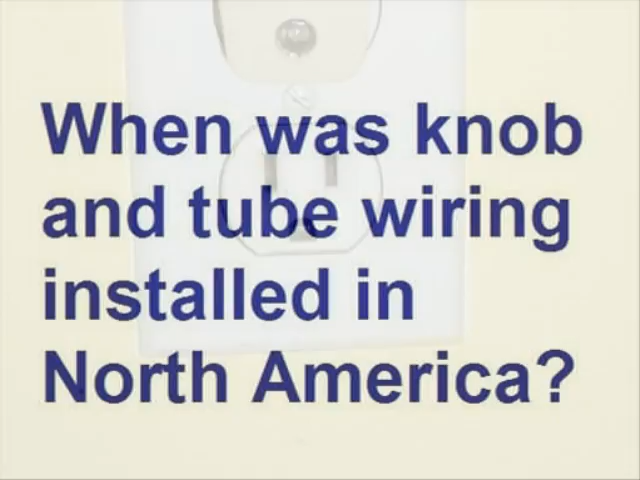 When was knob
and tube wiring
installed in
North America?